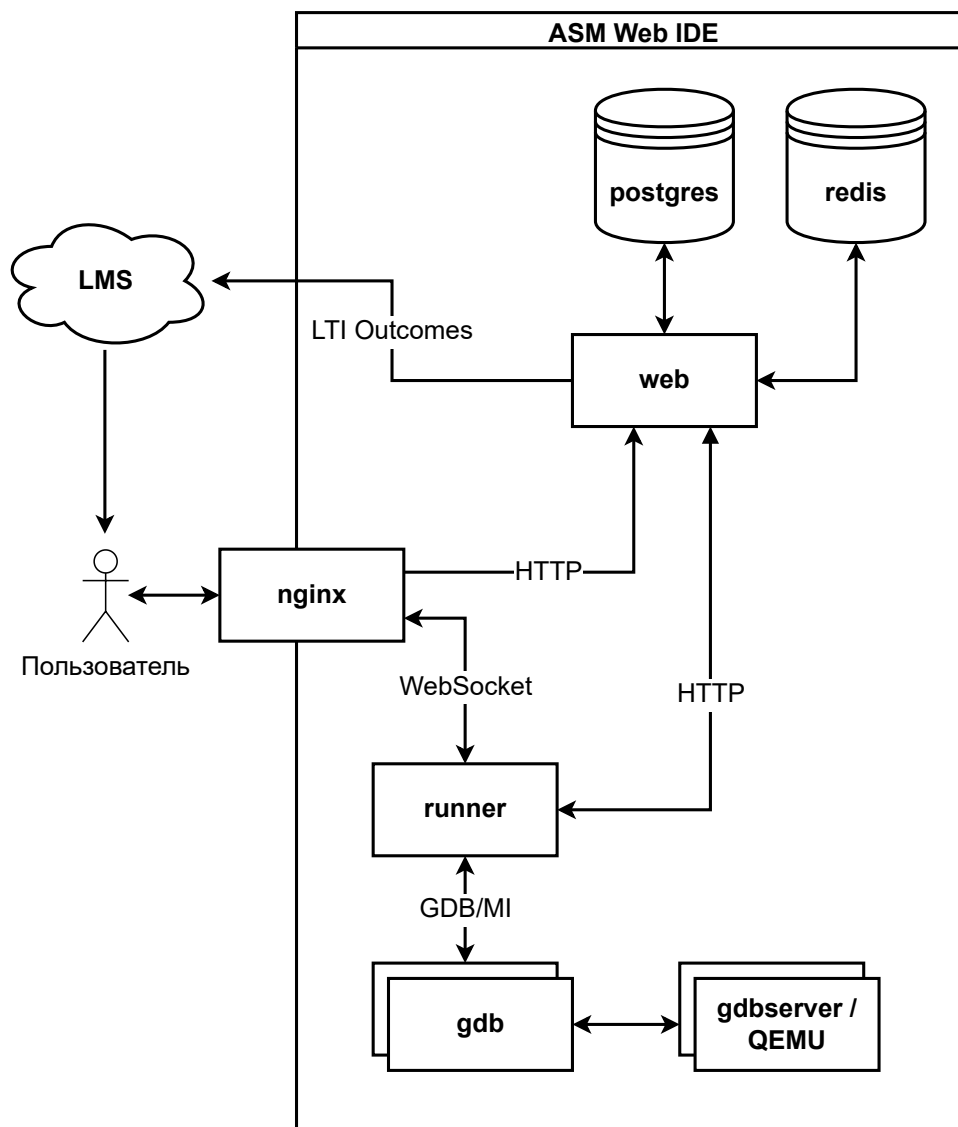 ASM Web IDE
postgres
redis
LMS
LTI Outcomes
web
HTTP
nginx
Пользователь
WebSocket
HTTP
runner
GDB/MI
gdb
gdbserver /
QEMU